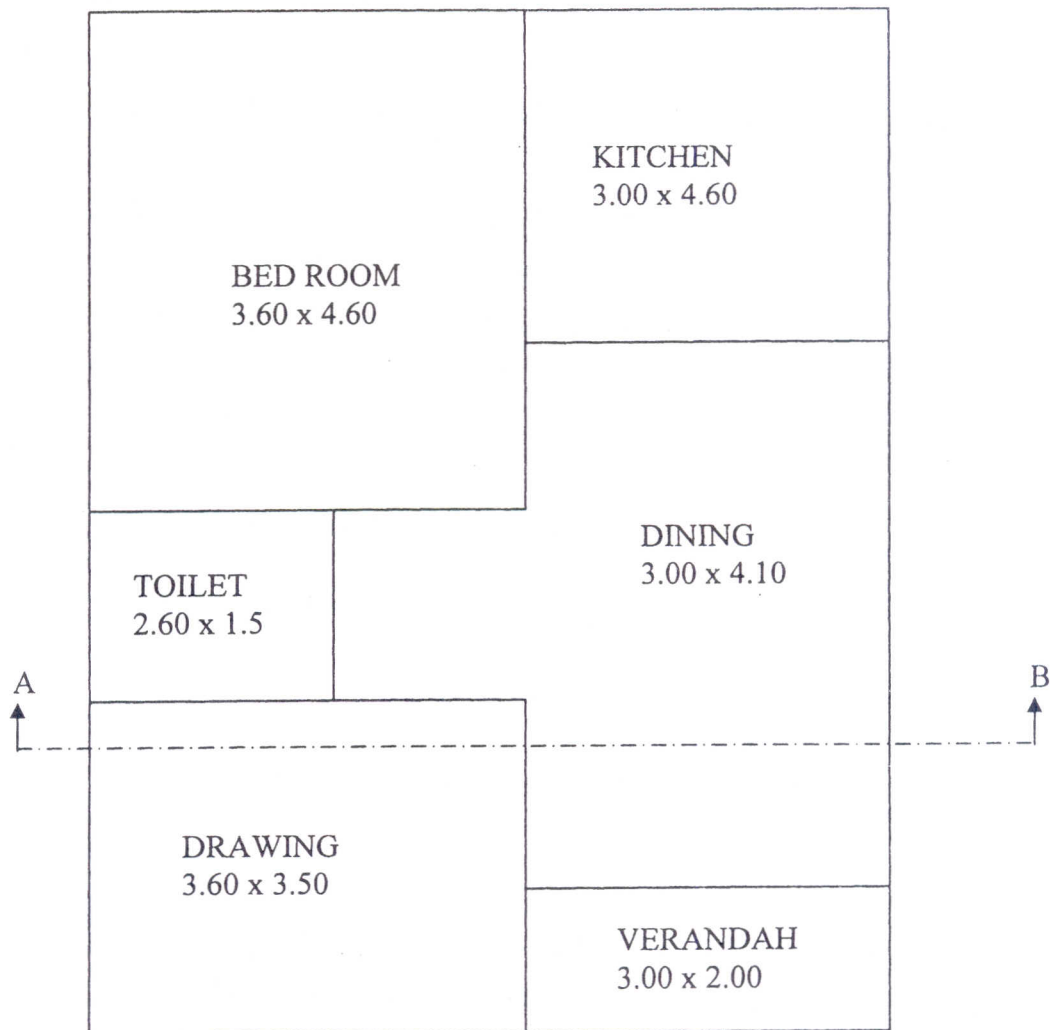 KITCHEN
3.00 x 4.60
BED ROOM
3.60 x 4.60
DINING
3.00 x 4.10
TOILET
2.60 x 1.5
A
B
DRAWING
3.60 x 3.50
VERANDAH
3.00 x 2.00